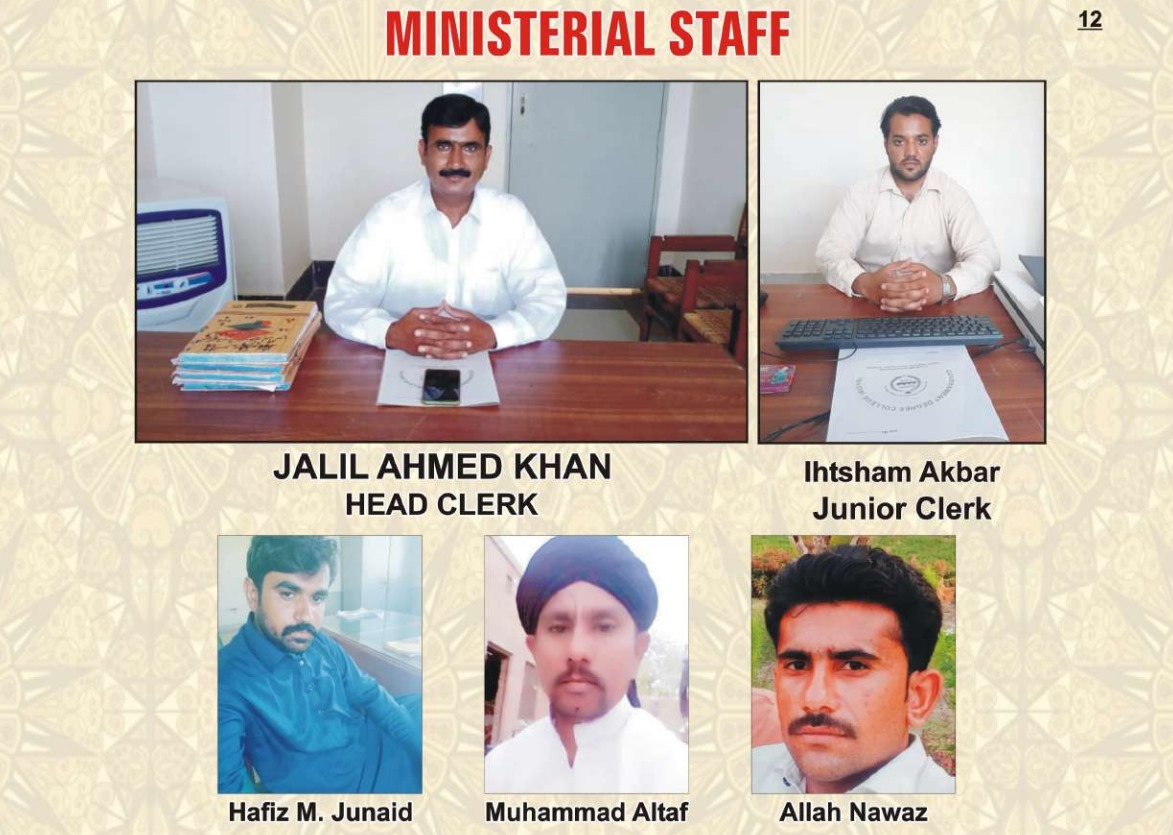 MINISTERIAL STAFF
12
JALIL AHMED KHAN
HEAD CLERK
Ihtsham Akbar
Junior Clerk
Hafiz M. Junaid
Muhammad Altaf
Allah Nawaz